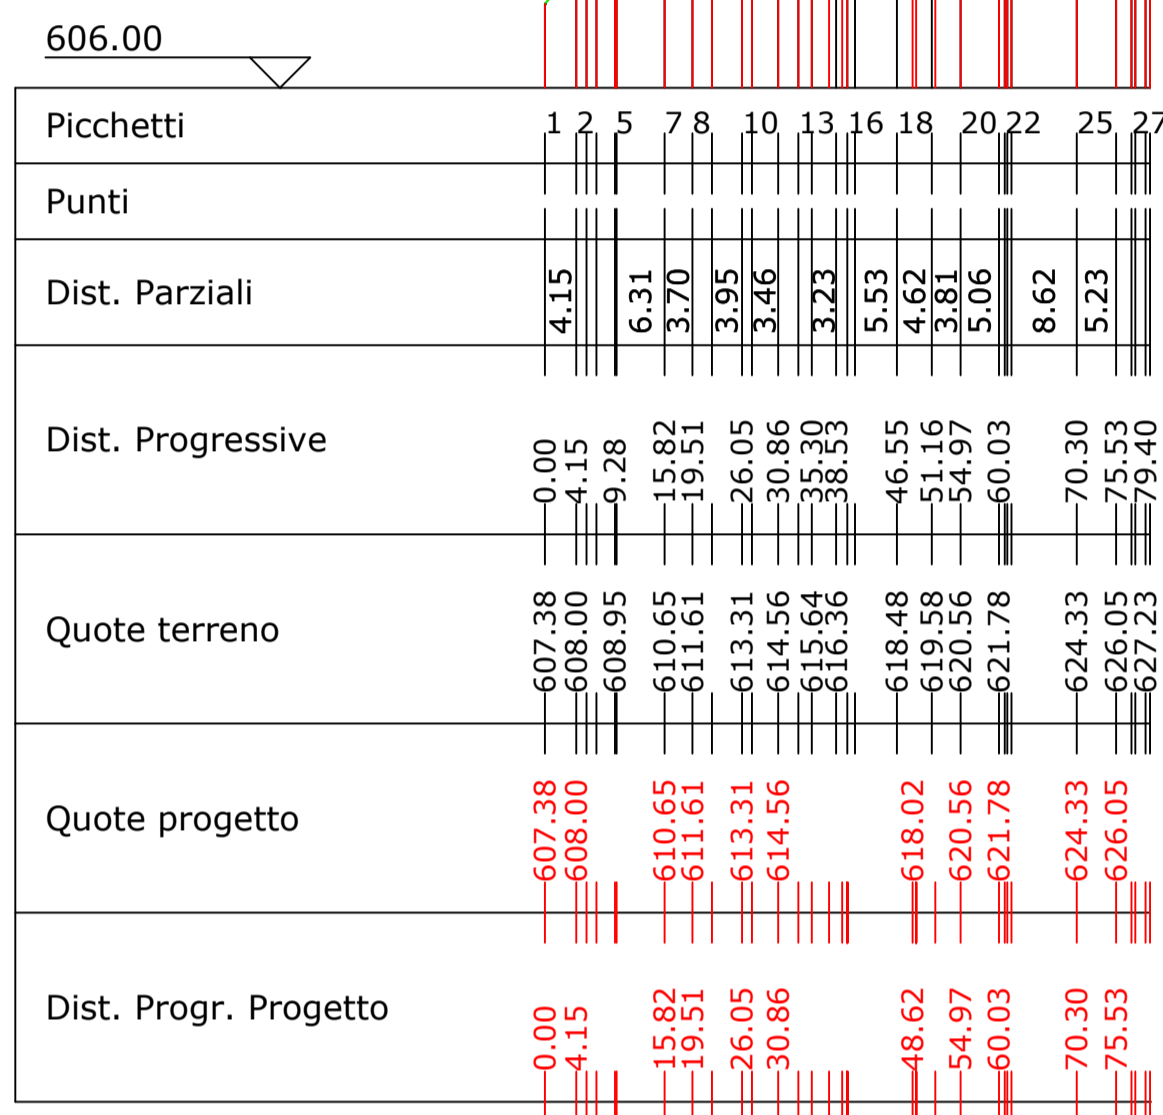 606.00
Picchetti 1 2 5 7 8 10 13 16 18 20 22 25 27
Punti
Dist. Parziali 4.15 6.31 3.70 3.95 3.46 3.23 5.53 4.62 3.81 5.06 8.62 5.23
Dist. Progressive 0.00 4.15 9.28 15.82 19.51 26.05 30.86 35.30 38.53 46.55 51.16 54.97 60.03 70.30 75.53 79.40
Quote terreno 607.38 608.00 608.95 610.65 611.61 613.31 614.56 615.64 616.36 618.48 619.58 620.56 621.78 624.33 626.05 627.23
Quote progetto 607.38 608.00 610.65 611.61 613.31 614.56 618.02 620.56 621.78 624.33 626.05
Dist. Progr. Progetto 0.00 4.15 15.82 19.51 26.05 30.86 48.62 54.97 60.03 70.30 75.53